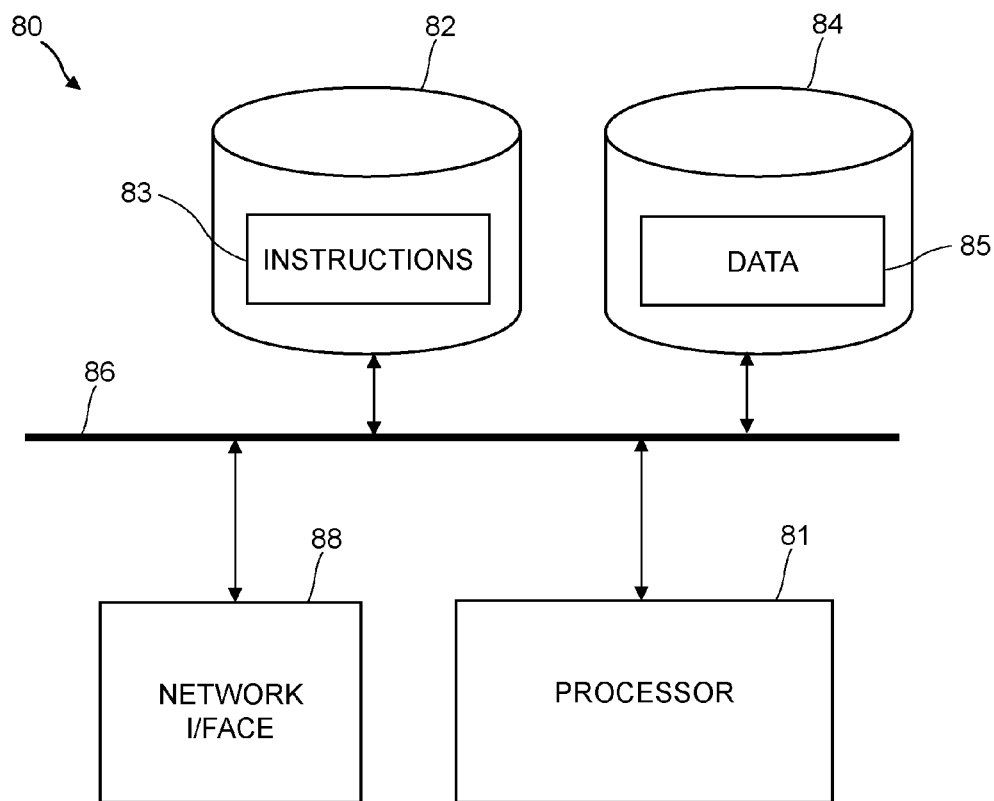 80
82
84
83
INSTRUCTIONS
DATA
85
86
88
81
NETWORK
I/FACE
PROCESSOR